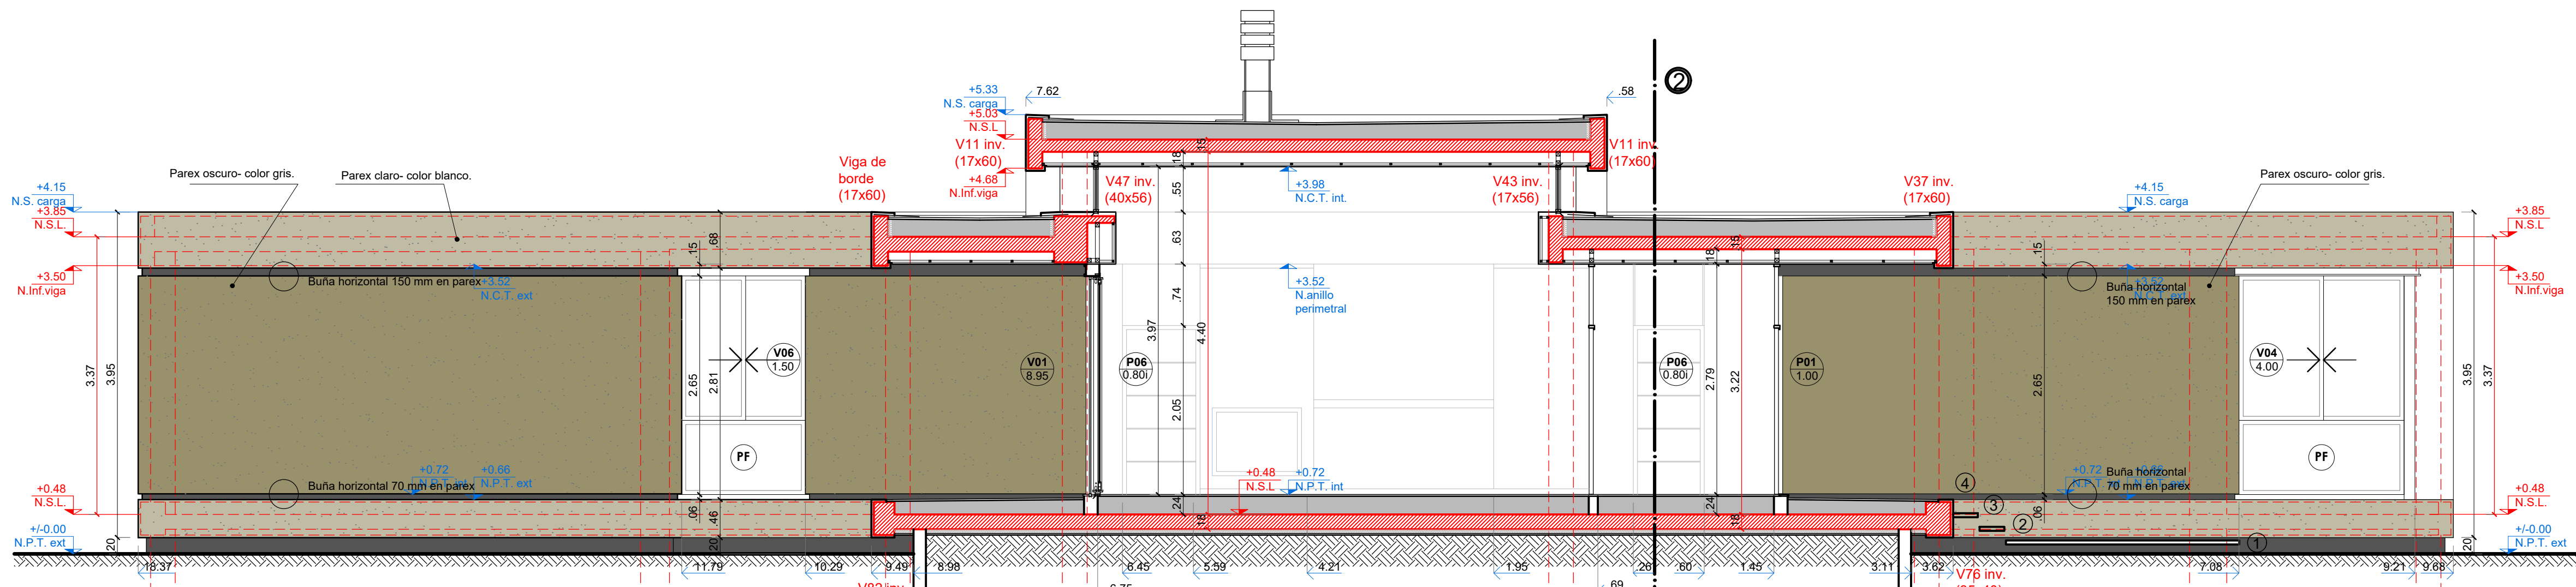 ②
+5.33
N.S. carga
7.62
.58
+5.03
N.S.L
V11 inv.
(17x60)
15
18
V11 inv.
(17x60)
Viga de
borde
(17x60)
+4.68
N.Inf.viga
V47 inv.
(40x56)
.55
+3.98
N.C.T. int.
V43 inv.
(17x56)
V37 inv.
(17x60)
Parex oscuro- color gris.
Parex claro- color blanco.
Parex oscuro- color gris.
+4.15
N.S. carga
+3.85
N.S.L.
+4.15
N.S. carga
+3.85
N.S.L
.15
.68
.63
18
15
.15
+3.50
N.Inf.viga
Buña horizontal 150 mm en parex
+3.52
N.C.T. ext
+3.52
N.anillo
perimetral
Buña horizontal
150 mm en parex
+3.52
N.C.T. ext
+3.50
N.Inf.viga
.74
3.97
4.40
3.37
3.95
2.65
2.81
V06
1.50
V01
8.95
P06
0.80i
2.05
P06
0.80i
2.79
3.22
P01
1.00
2.65
V04
4.00
3.95
3.37
PF
PF
+0.72
N.P.T. int
+0.66
N.P.T. ext
Buña horizontal 70 mm en parex
+0.48
N.S.L
+0.72
N.P.T. int
+0.72
Buña horizontal
70 mm en parex
+0.48
N.S.L.
+0.48
N.S.L.
.06
.46
24
24
④
③
②
①
.06
+/-0.00
N.P.T. ext
20
20
18
18
20
+/-0.00
N.P.T. ext
18.37
11.79
10.29
9.49
8.98
6.45
5.59
4.21
1.95
.26
.60
1.45
3.11
3.62
7.08
9.21
9.68
.69
V76 inv.